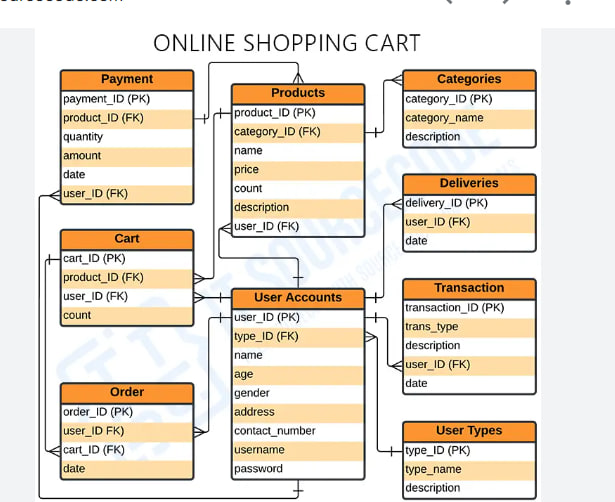 ONLINE SHOPPING CART
Payment
payment_ID (PK)
product_ID (FK)
quantity
amount
date
user_ID (FK)
Products
product_ID (PK)
category_ID (FK)
name
price
count
description
user_ID (FK)
Categories
category_ID (PK)
category_name
description
Deliveries
delivery_ID (PK)
user_ID (FK)
date
Cart
cart_ID (PK)
product_ID (FK)
user_ID (FK)
count
User Accounts
user_ID (PK)
type_ID (FK)
name
age
gender
address
contact_number
username
password
Transaction
transaction_ID (PK)
trans_type
description
user_ID (FK)
date
Order
order_ID (PK)
user_ID FK)
cart_ID (FK)
date
User Types
type_ID (PK)
type_name
description